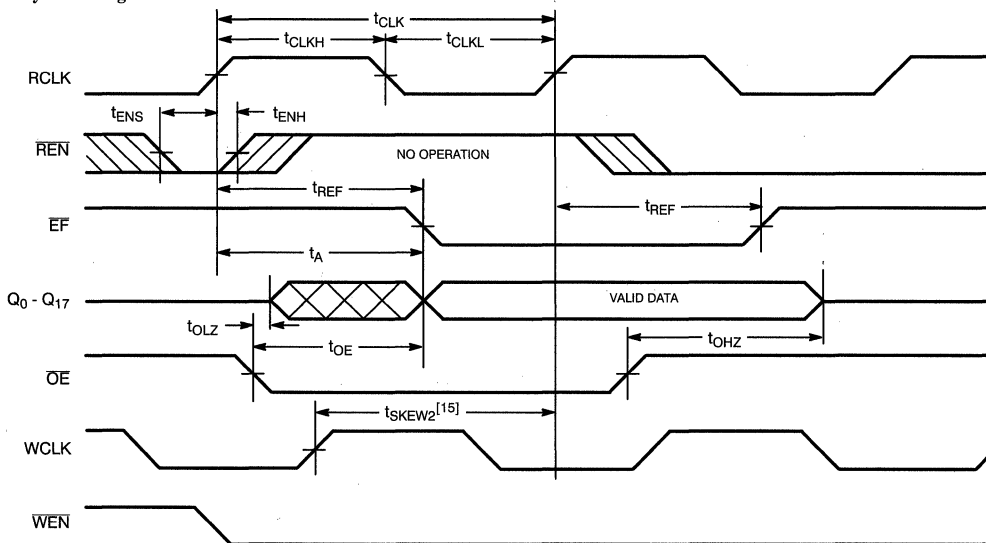 tCLK
tCLKH
tCLKL
RCLK
tENS
tENH
REN
NO OPERATION
tREF
tREF
EF
tA
Q0 - Q17
VALID DATA
tOLZ
tOE
tOHZ
OE
tSKEW2[15]
WCLK
WEN